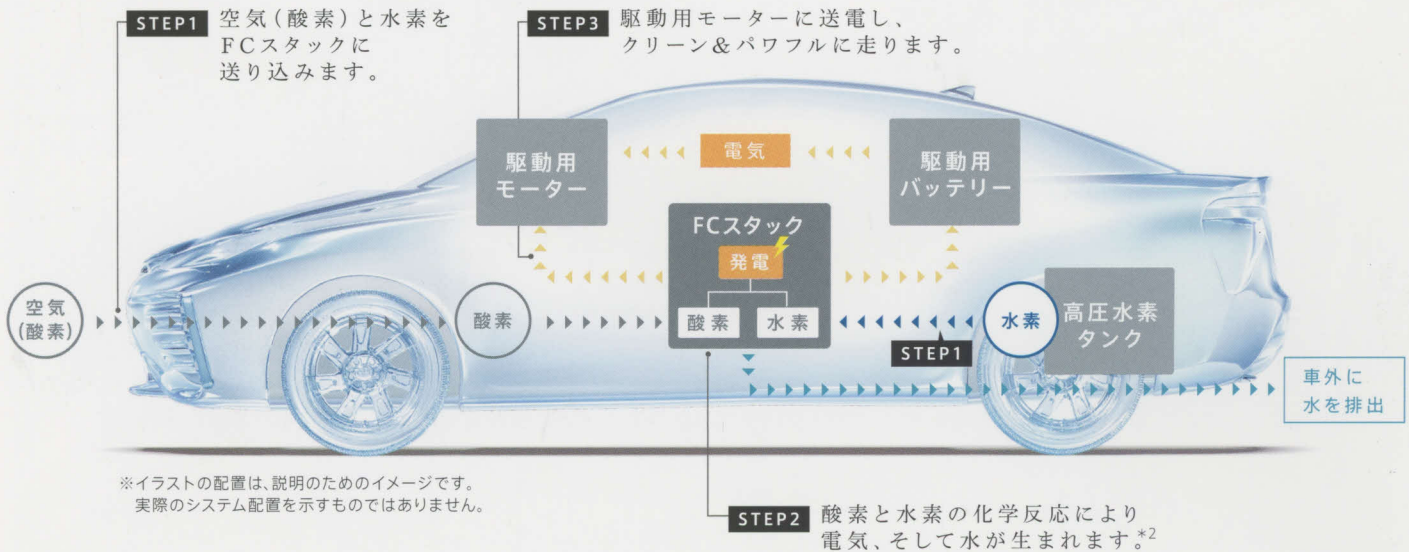 STEP1 空気(酸素)と水素を
FCスタックに
送り込みます。
STEP3 駆動用モーターに送電し、
クリーン&パワフルに走ります。
駆動用
モーター
電気
駆動用
バッテリー
FCスタック
発電
酸素
水素
空気
(酸素)
酸素
水素
高圧水素
タンク
STEP1
車外に
水を排出
※イラストの配置は、説明のためのイメージです。
実際のシステム配置を示すものではありません。
STEP2 酸素と水素の化学反応により
電気、そして水が生まれます。*2